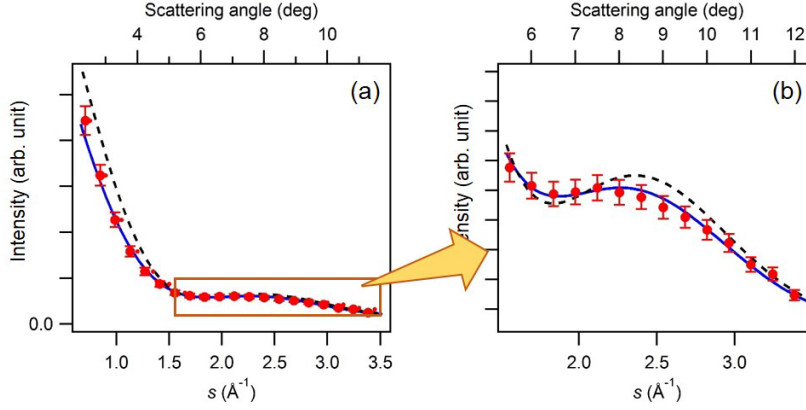 Scattering angle (deg)
4 6 8 10
(a)
Intensity (arb. unit)
0.0
1.0 1.5 2.0 2.5 3.0 3.5
s (Å⁻¹)
Scattering angle (deg)
6 7 8 9 10 11 12
(b)
(arb. unit)
2.0 2.5 3.0
s (Å⁻¹)